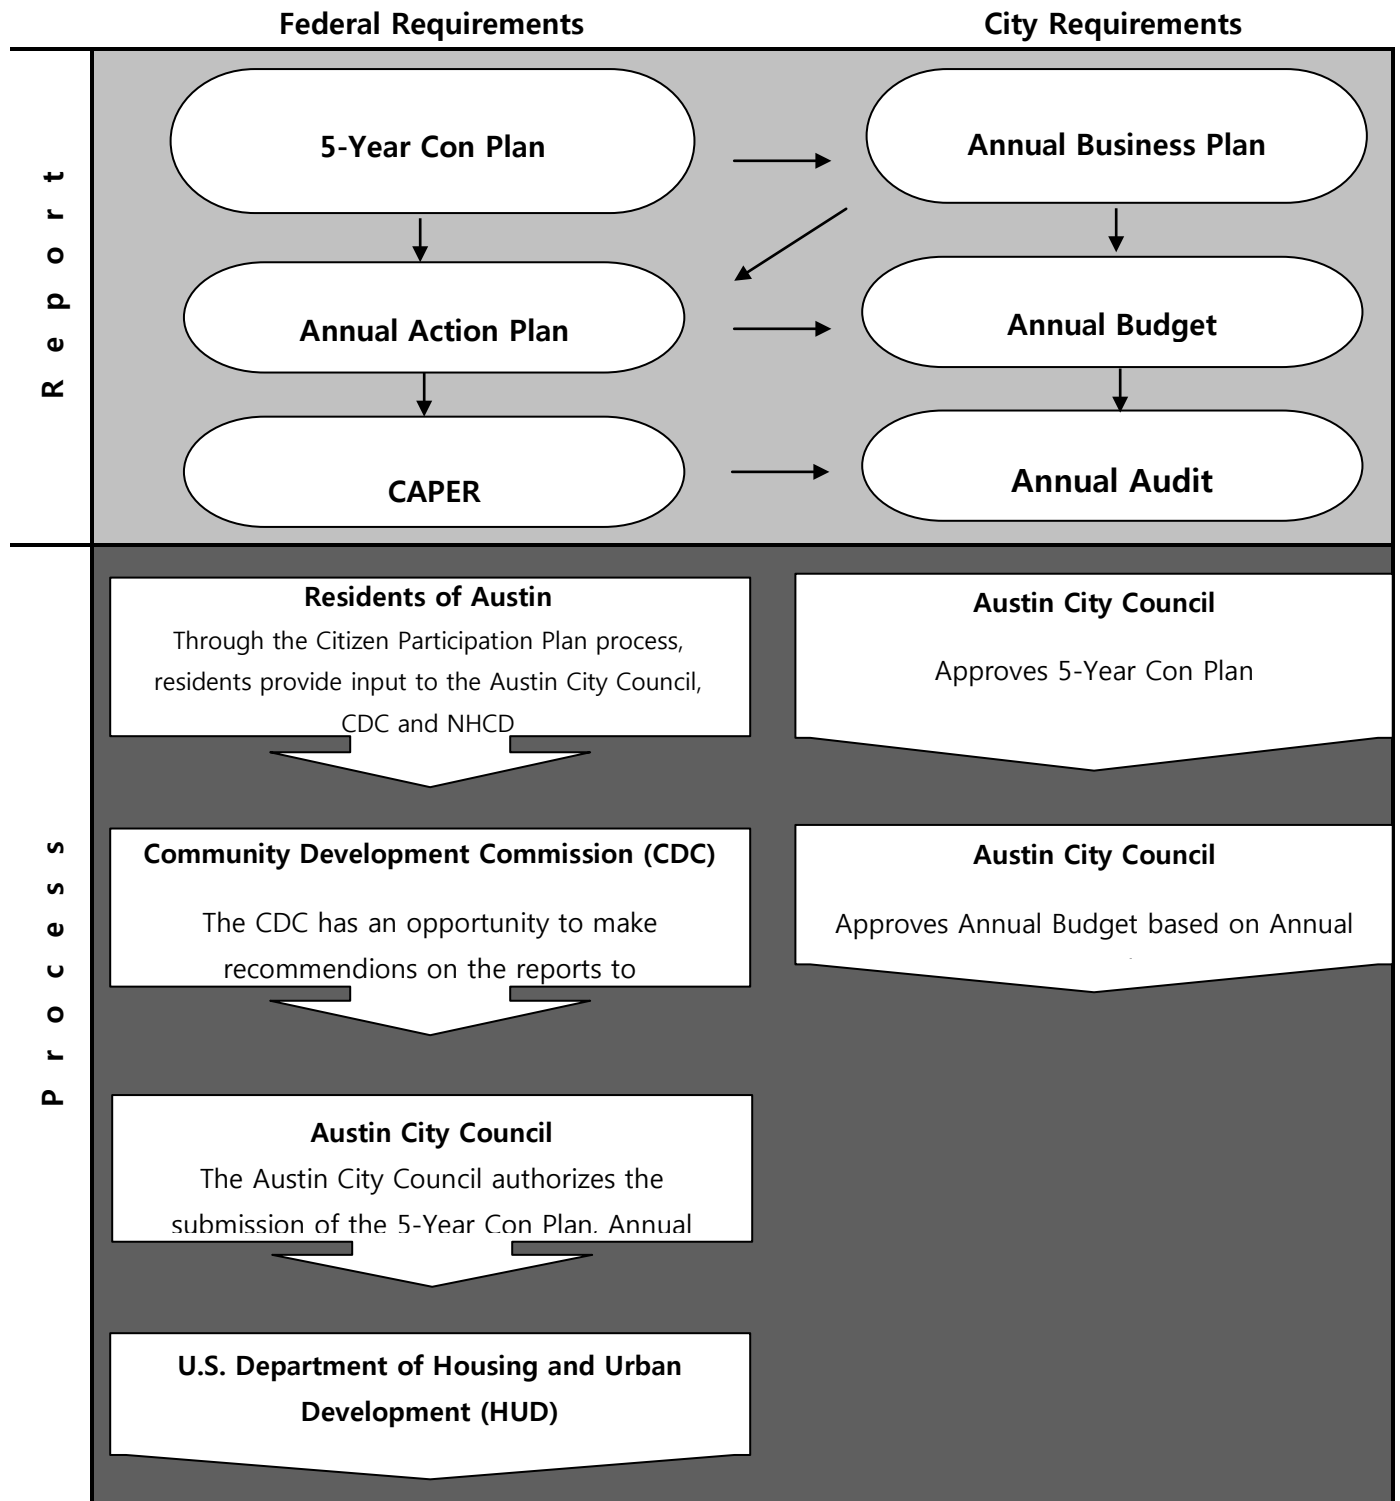 Federal Requirements
City Requirements
Report
5-Year Con Plan
Annual Business Plan
Annual Action Plan
Annual Budget
CAPER
Annual Audit
Process
Residents of Austin
Through the Citizen Participation Plan process,
residents provide input to the Austin City Council,
CDC and NHCD
Austin City Council
Approves 5-Year Con Plan
Community Development Commission (CDC)
The CDC has an opportunity to make
recommendions on the reports to
Austin City Council
Approves Annual Budget based on Annual
Austin City Council
The Austin City Council authorizes the
submission of the 5-Year Con Plan, Annual
U.S. Department of Housing and Urban
Development (HUD)